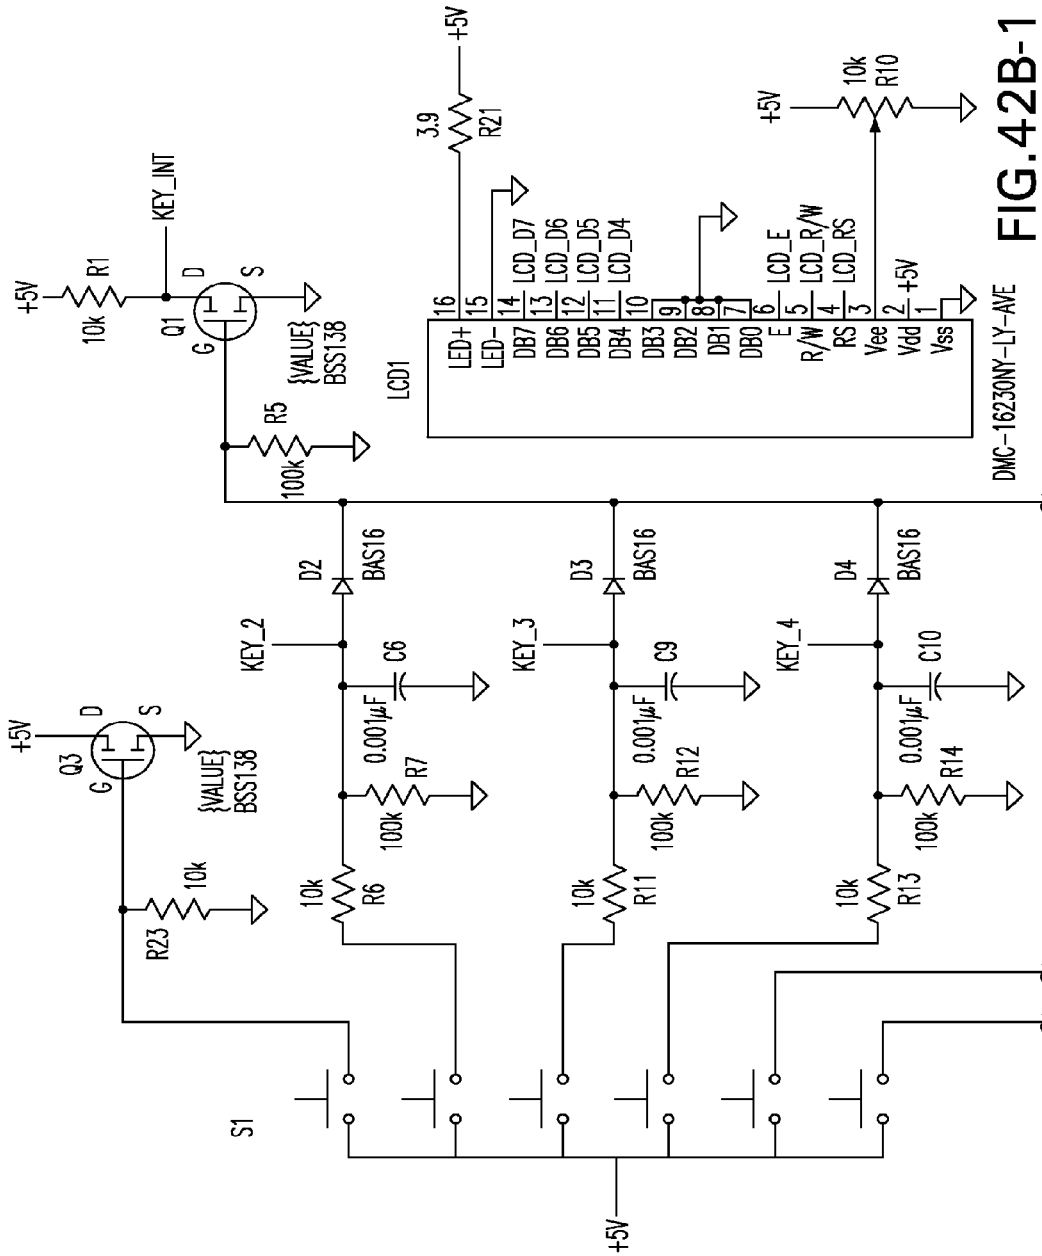 +5V
10k
R1
KEY_INT
Q1
D
S
G
{VALUE}
BSS138
100k
R5
+5V
Q3
D
S
G
{VALUE}
BSS138
R23
10k
KEY_2
D2
BAS16
C6
0.001µF
R7
100k
10k
R6
KEY_3
D3
BAS16
C9
0.001µF
R12
100k
10k
R11
KEY_4
D4
BAS16
C10
0.001µF
R14
100k
10k
R13
S1
+5V
LCD1
LED+ 16
LED- 15
DB7 14 LCD_D7
DB6 13 LCD_D6
DB5 12 LCD_D5
DB4 11 LCD_D4
DB3 10
DB2 9
DB1 8
DB0 7
E 6 LCD_E
R/W 5 LCD_R/W
RS 4 LCD_RS
Vee 3
Vdd 2 +5V
Vss 1
DMC-16230NY-LY-AVE
3.9
R21
+5V
+5V
10k
R10
FIG.42B-1